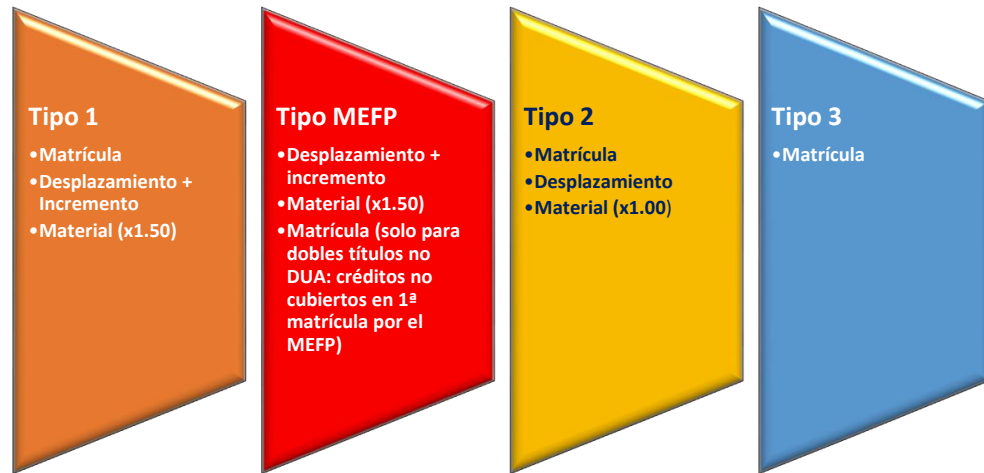 Tipo 1
•Matrícula
•Desplazamiento +
Incremento
•Material (x1.50)
Tipo MEFP
•Desplazamiento +
incremento
•Material (x1.50)
•Matrícula (solo para
dobles títulos no
DUA: créditos no
cubiertos en 1ª
matrícula por el
MEFP)
Tipo 2
•Matrícula
•Desplazamiento
•Material (x1.00)
Tipo 3
•Matrícula